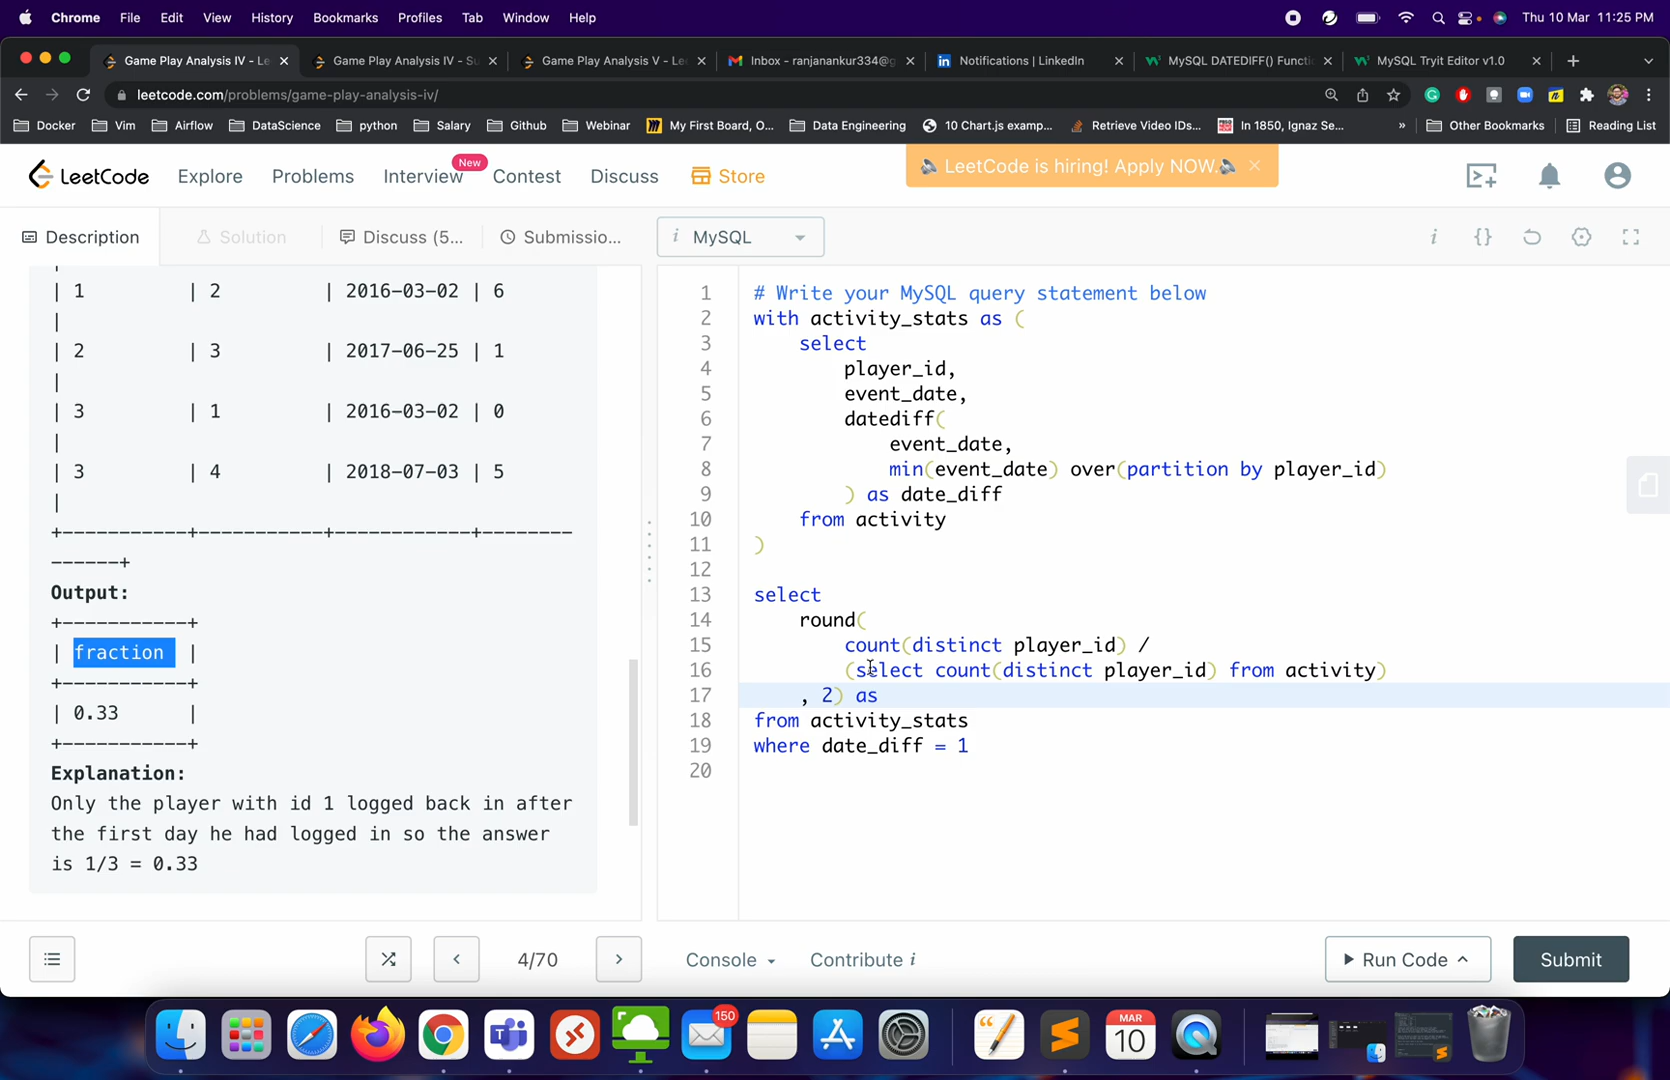 Chrome File Edit View History Bookmarks Profiles Tab Window Help Thu 10 Mar 11:25 PM
Game Play Analysis IV - Le Game Play Analysis IV - Su Game Play Analysis V - Lee Inbox - ranjanankur334@g Notifications | LinkedIn MySQL DATEDIFF() Functi MySQL Tryit Editor v1.0
leetcode.com/problems/game-play-analysis-iv/
Docker Vim Airflow DataScience python Salary Github Webinar My First Board, O... Data Engineering 10 Chart.js examp... Retrieve Video IDs... In 1850, Ignaz Se... » Other Bookmarks Reading List
LeetCode Explore Problems Interview New Contest Discuss Store LeetCode is hiring! Apply NOW.
Description Solution Discuss (5... Submissio... i MySQL i {}
| 1 | 2 | 2016-03-02 | 6
|
| 2 | 3 | 2017-06-25 | 1
|
| 3 | 1 | 2016-03-02 | 0
|
| 3 | 4 | 2018-07-03 | 5
|
+-----------+-----------+------------+--------
------+
Output:
+-----------+
| fraction |
+-----------+
| 0.33 |
+-----------+
Explanation:
Only the player with id 1 logged back in after
the first day he had logged in so the answer
is 1/3 = 0.33
1 # Write your MySQL query statement below
2 with activity_stats as (
3 select
4 player_id,
5 event_date,
6 datediff(
7 event_date,
8 min(event_date) over(partition by player_id)
9 ) as date_diff
10 from activity
11 )
12
13 select
14 round(
15 count(distinct player_id) /
16 (select count(distinct player_id) from activity)
17 , 2) as
18 from activity_stats
19 where date_diff = 1
20
4/70 Console Contribute i Run Code Submit
150 MAR 10